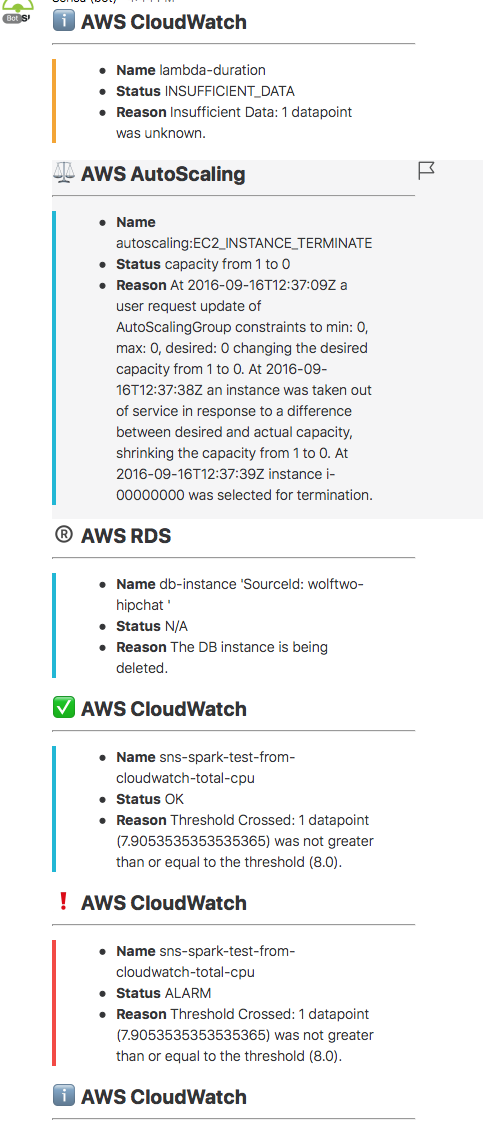 Bot
AWS CloudWatch
Name lambda-duration
Status INSUFFICIENT_DATA
Reason Insufficient Data: 1 datapoint
was unknown.
AWS AutoScaling
Name
autoscaling:EC2_INSTANCE_TERMINATE
Status capacity from 1 to 0
Reason At 2016-09-16T12:37:09Z a
user request update of
AutoScalingGroup constraints to min: 0,
max: 0, desired: 0 changing the desired
capacity from 1 to 0. At 2016-09-
16T12:37:38Z an instance was taken out
of service in response to a difference
between desired and actual capacity,
shrinking the capacity from 1 to 0. At
2016-09-16T12:37:39Z instance i-
00000000 was selected for termination.
® AWS RDS
Name db-instance 'SourceId: wolftwo-
hipchat '
Status N/A
Reason The DB instance is being
deleted.
AWS CloudWatch
Name sns-spark-test-from-
cloudwatch-total-cpu
Status OK
Reason Threshold Crossed: 1 datapoint
(7.9053535353535365) was not greater
than or equal to the threshold (8.0).
AWS CloudWatch
Name sns-spark-test-from-
cloudwatch-total-cpu
Status ALARM
Reason Threshold Crossed: 1 datapoint
(7.9053535353535365) was not greater
than or equal to the threshold (8.0).
AWS CloudWatch